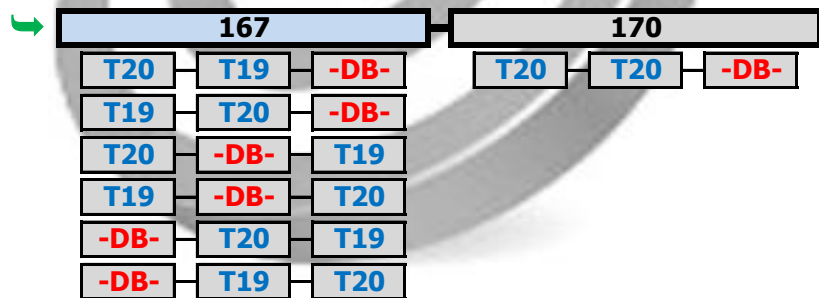 167 170
T20 T19 -DB- T20 T20 -DB-
T19 T20 -DB-
T20 -DB- T19
T19 -DB- T20
-DB- T20 T19
-DB- T19 T20